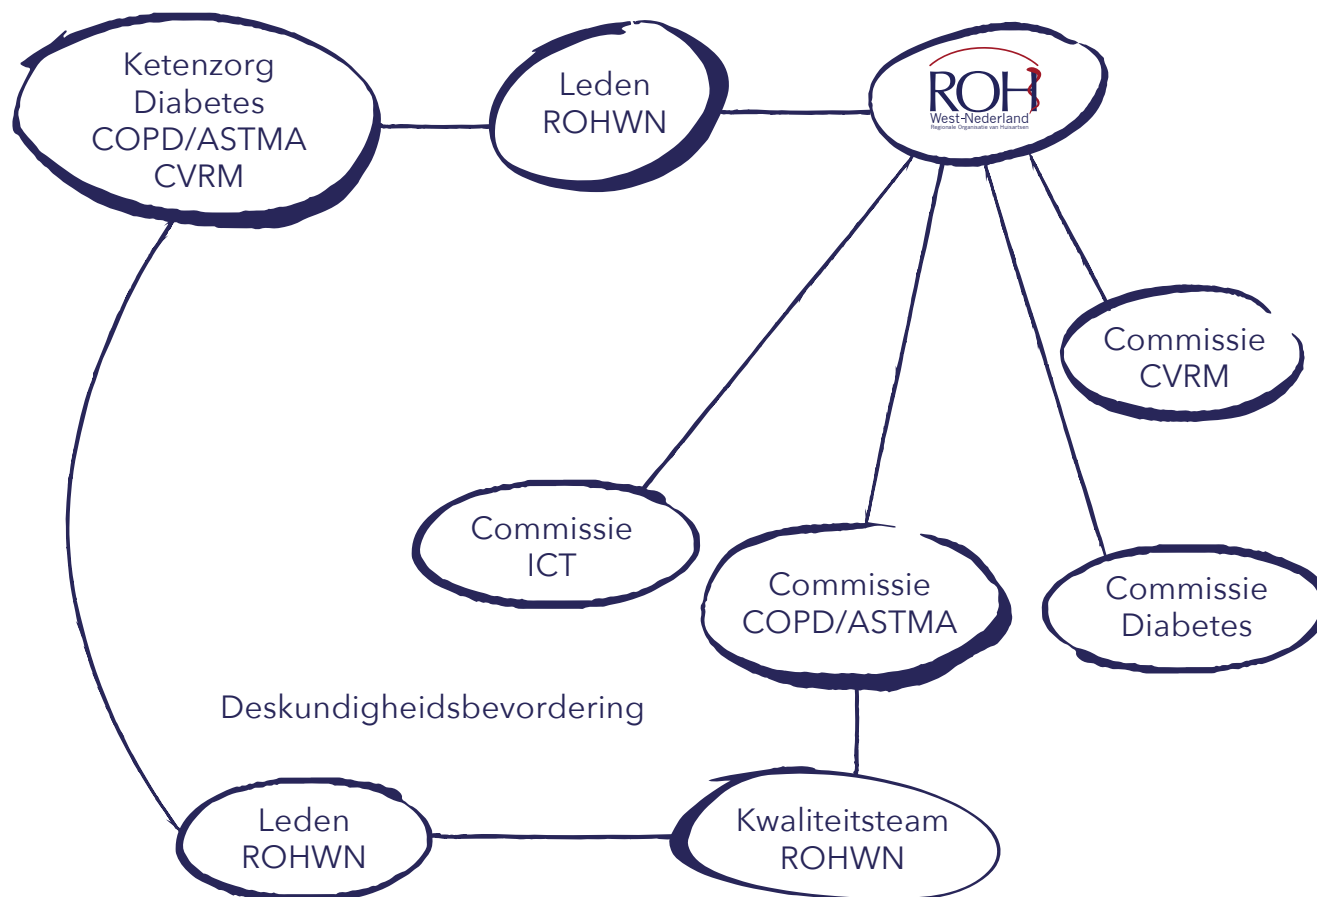 Ketenzorg
Diabetes
COPD/ASTMA
CVRM
Leden
ROHWN
ROH
West-Nederland
Regionale Organisatie van Huisartsen
Commissie
CVRM
Commissie
ICT
Commissie
COPD/ASTMA
Commissie
Diabetes
Deskundigheidsbevordering
Leden
ROHWN
Kwaliteitsteam
ROHWN